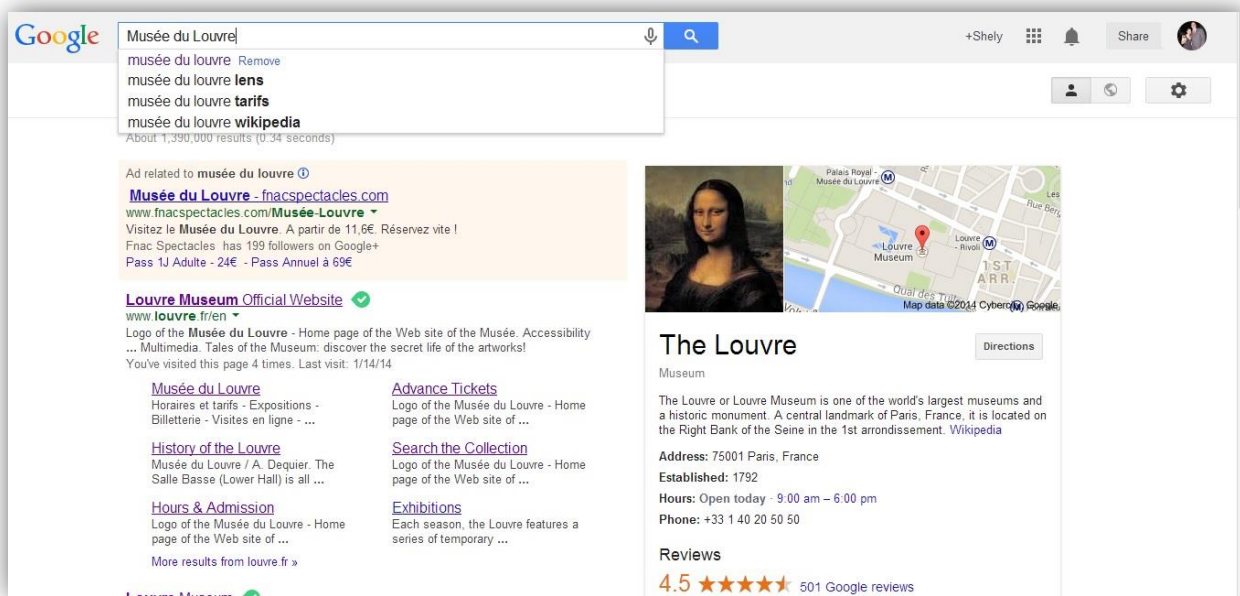 Google
Musée du Louvre
+Shely
Share
musée du louvre Remove
musée du louvre lens
musée du louvre tarifs
musée du louvre wikipedia
About 1,390,000 results (0.34 seconds)
Ad related to musée du louvre
Musée du Louvre - fnacspectacles.com
www.fnacspectacles.com/Musée-Louvre
Visitez le Musée du Louvre. A partir de 11,6€. Réservez vite !
Fnac Spectacles has 199 followers on Google+
Pass 1J Adulte - 24€ - Pass Annuel à 69€
Louvre Museum Official Website
www.louvre.fr/en
Logo of the Musée du Louvre - Home page of the Web site of the Musée. Accessibility
... Multimedia. Tales of the Museum: discover the secret life of the artworks!
You've visited this page 4 times. Last visit: 1/14/14
Musée du Louvre
Horaires et tarifs - Expositions -
Billetterie - Visites en ligne - ...
Advance Tickets
Logo of the Musée du Louvre - Home
page of the Web site of ...
History of the Louvre
Musée du Louvre / A. Dequier. The
Salle Basse (Lower Hall) is all ...
Search the Collection
Logo of the Musée du Louvre - Home
page of the Web site of ...
Hours & Admission
Logo of the Musée du Louvre - Home
page of the Web site of ...
Exhibitions
Each season, the Louvre features a
series of temporary ...
More results from louvre.fr »
Louvre Museum
Palais Royal -
Musée du Louvre
M
Louvre
Museum
Louvre
- Rivoli
M
1ST
ARR.
Quai des
Map data ©2014 Google
The Louvre
Directions
Museum
The Louvre or Louvre Museum is one of the world's largest museums and
a historic monument. A central landmark of Paris, France, it is located on
the Right Bank of the Seine in the 1st arrondissement. Wikipedia
Address: 75001 Paris, France
Established: 1792
Hours: Open today · 9:00 am – 6:00 pm
Phone: +33 1 40 20 50 50
Reviews
4.5 501 Google reviews